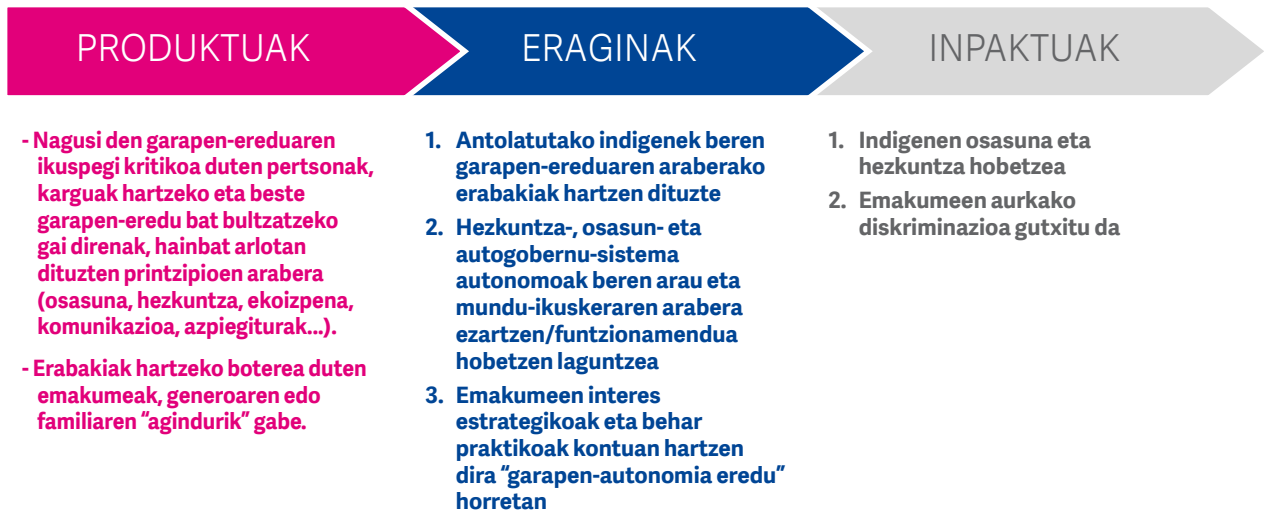 PRODUKTUAK
ERAGINAK
INPAKTUAK
- Nagusi den garapen-ereduaren
ikuspegi kritikoa duten pertsonak,
karguak hartzeko eta beste
garapen-eredu bat bultzatzeko
gai direnak, hainbat arlotan
dituzten printzipioen arabera
(osasuna, hezkuntza, ekoizpena,
komunikazioa, azpiegiturak...).
- Erabakiak hartzeko boterea duten
emakumeak, generoaren edo
familiaren “agindurik” gabe.
1. Antolatutako indigenek beren
garapen-ereduaren araberako
erabakiak hartzen dituzte
2. Hezkuntza-, osasun- eta
autogobernu-sistema
autonomoak beren arau eta
mundu-ikuskeraren arabera
ezartzen/funtzionamendua
hobetzen laguntzea
3. Emakumeen interes
estrategikoak eta behar
praktikoak kontuan hartzen
dira “garapen-autonomia eredu”
horretan
1. Indigenen osasuna eta
hezkuntza hobetzea
2. Emakumeen aurkako
diskriminazioa gutxitu da